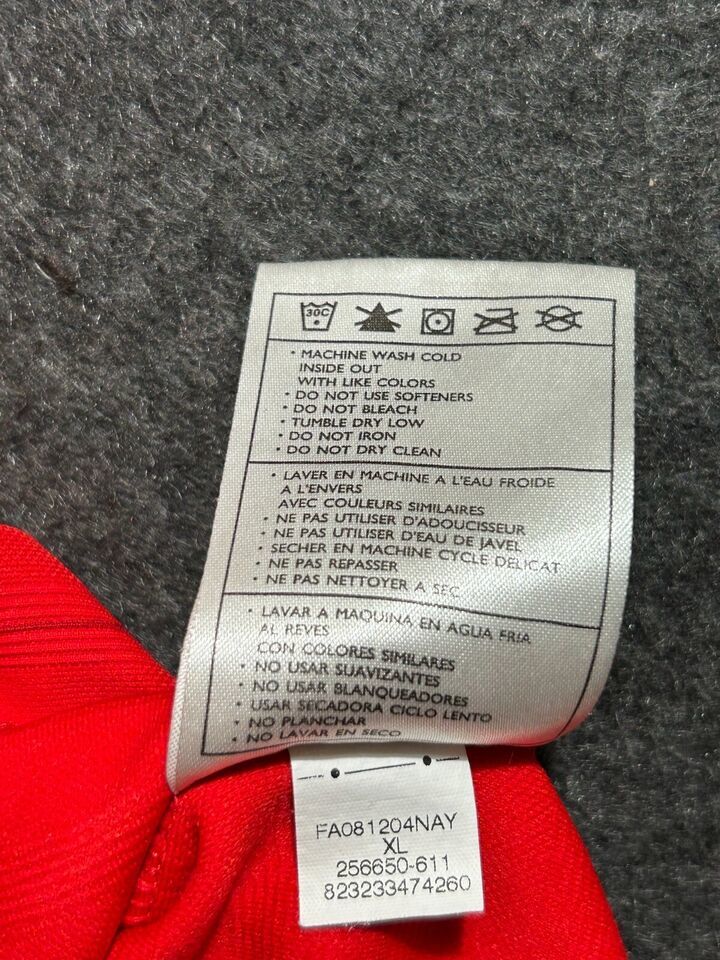 30C
• MACHINE WASH COLD
INSIDE OUT
WITH LIKE COLORS
• DO NOT USE SOFTENERS
• DO NOT BLEACH
• TUMBLE DRY LOW
• DO NOT IRON
• DO NOT DRY CLEAN
• LAVER EN MACHINE A L'EAU FROIDE
A L'ENVERS
AVEC COULEURS SIMILAIRES
• NE PAS UTILISER D'ADOUCISSEUR
• NE PAS UTILISER D'EAU DE JAVEL
• SECHER EN MACHINE CYCLE DELICAT
• NE PAS REPASSER
• NE PAS NETTOYER A SEC
• LAVAR A MAQUINA EN AGUA FRIA
AL REVES
CON COLORES SIMILARES
• NO USAR SUAVIZANTES
• NO USAR BLANQUEADORES
• USAR SECADORA CICLO LENTO
• NO PLANCHAR
• NO LAVAR EN SECO
FA081204NAY
XL
256650-611
823233474260